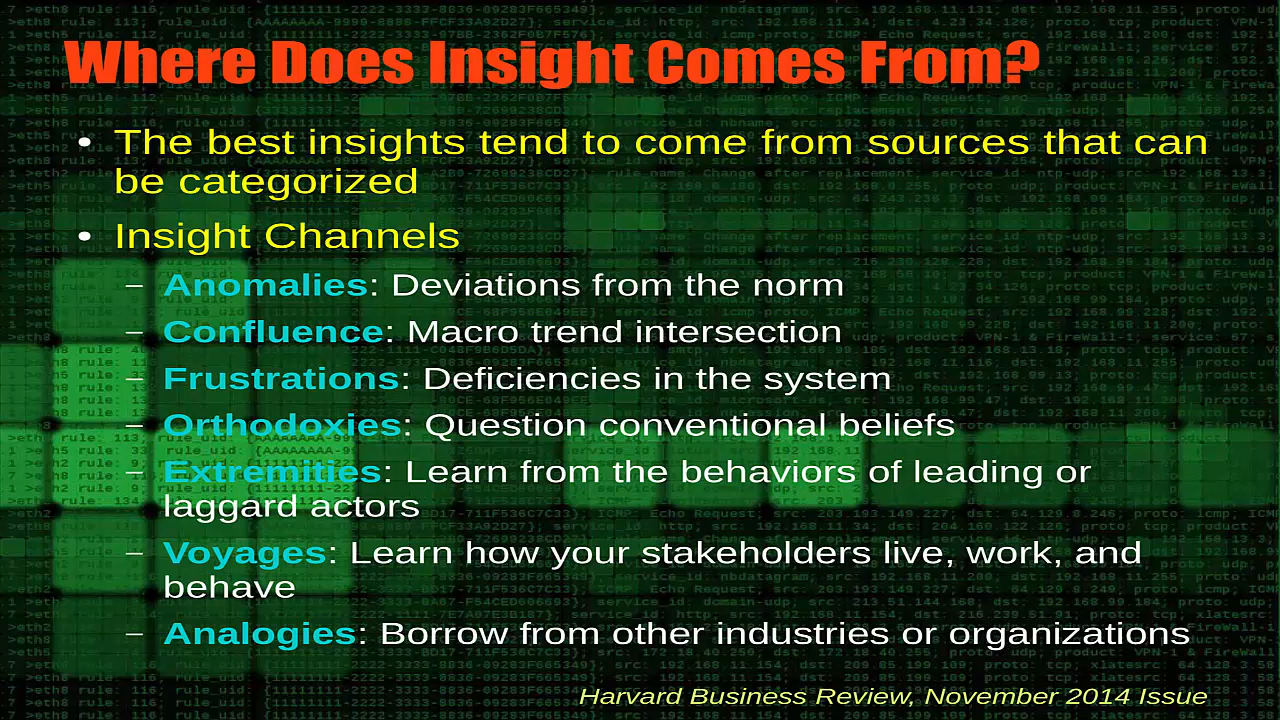 Where Does Insight Comes From?
• The best insights tend to come from sources that can
be categorized
• Insight Channels
– Anomalies: Deviations from the norm
– Confluence: Macro trend intersection
– Frustrations: Deficiencies in the system
– Orthodoxies: Question conventional beliefs
– Extremities: Learn from the behaviors of leading or
laggard actors
– Voyages: Learn how your stakeholders live, work, and
behave
– Analogies: Borrow from other industries or organizations
Harvard Business Review, November 2014 Issue